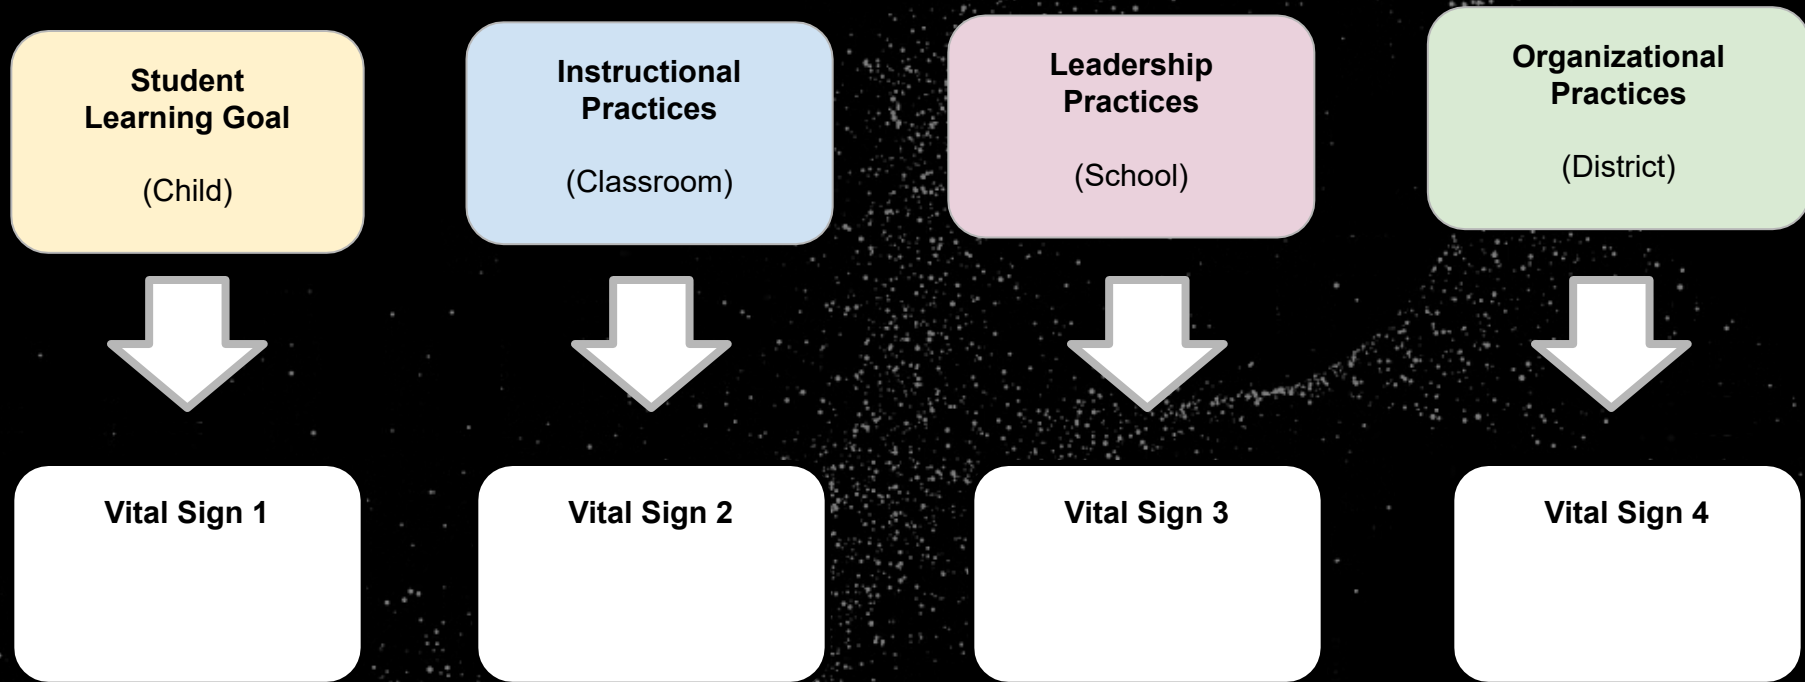 Student
Learning Goal
(Child)
Instructional
Practices
(Classroom)
Leadership
Practices
(School)
Organizational
Practices
(District)
Vital Sign 1
Vital Sign 2
Vital Sign 3
Vital Sign 4